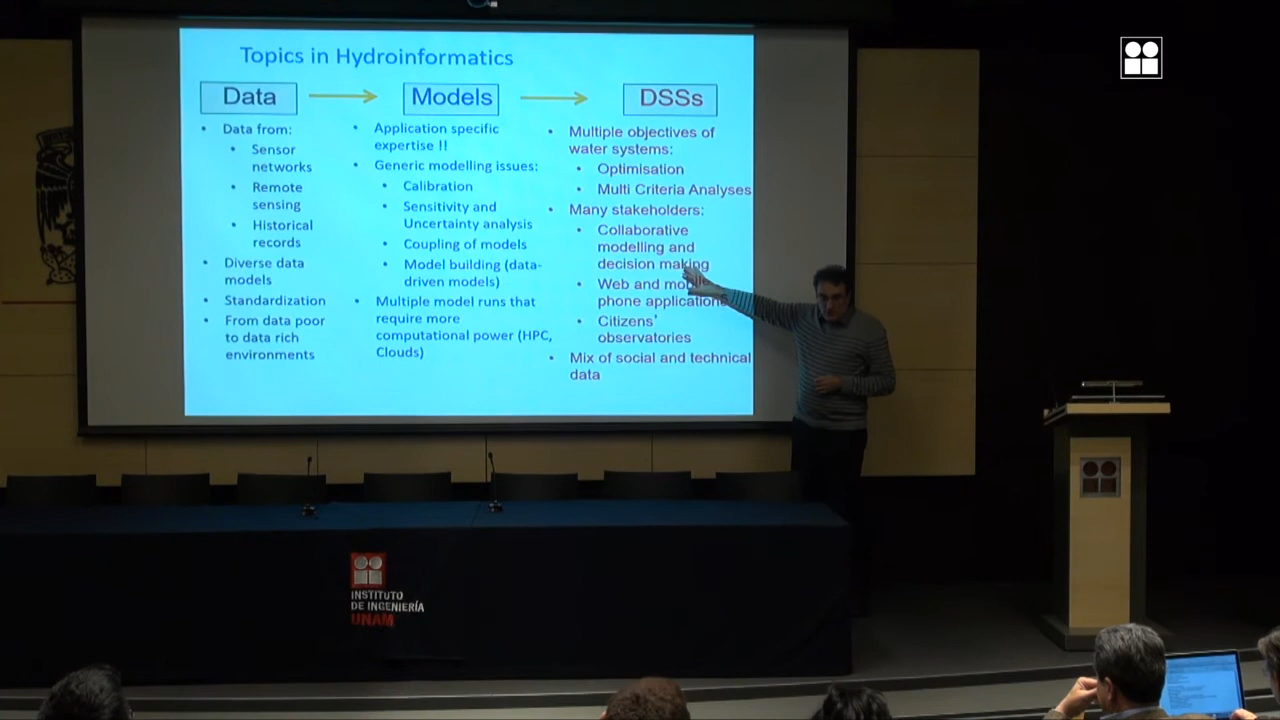 Topics in Hydroinformatics
Data
Models
DSSs
• Data from:
• Sensor
networks
• Remote
sensing
• Historical
records
• Diverse data
models
• Standardization
• From data poor
to data rich
environments
• Application specific
expertise !!
• Generic modelling issues:
• Calibration
• Sensitivity and
Uncertainty analysis
• Coupling of models
• Model building (data-
driven models)
• Multiple model runs that
require more
computational power (HPC,
Clouds)
• Multiple objectives of
water systems:
• Optimisation
• Multi Criteria Analyses
• Many stakeholders:
• Collaborative
modelling and
decision making
• Web and mobile
phone applications
• Citizens'
observatories
• Mix of social and technical
data
INSTITUTO
DE INGENIERÍA
UNAM